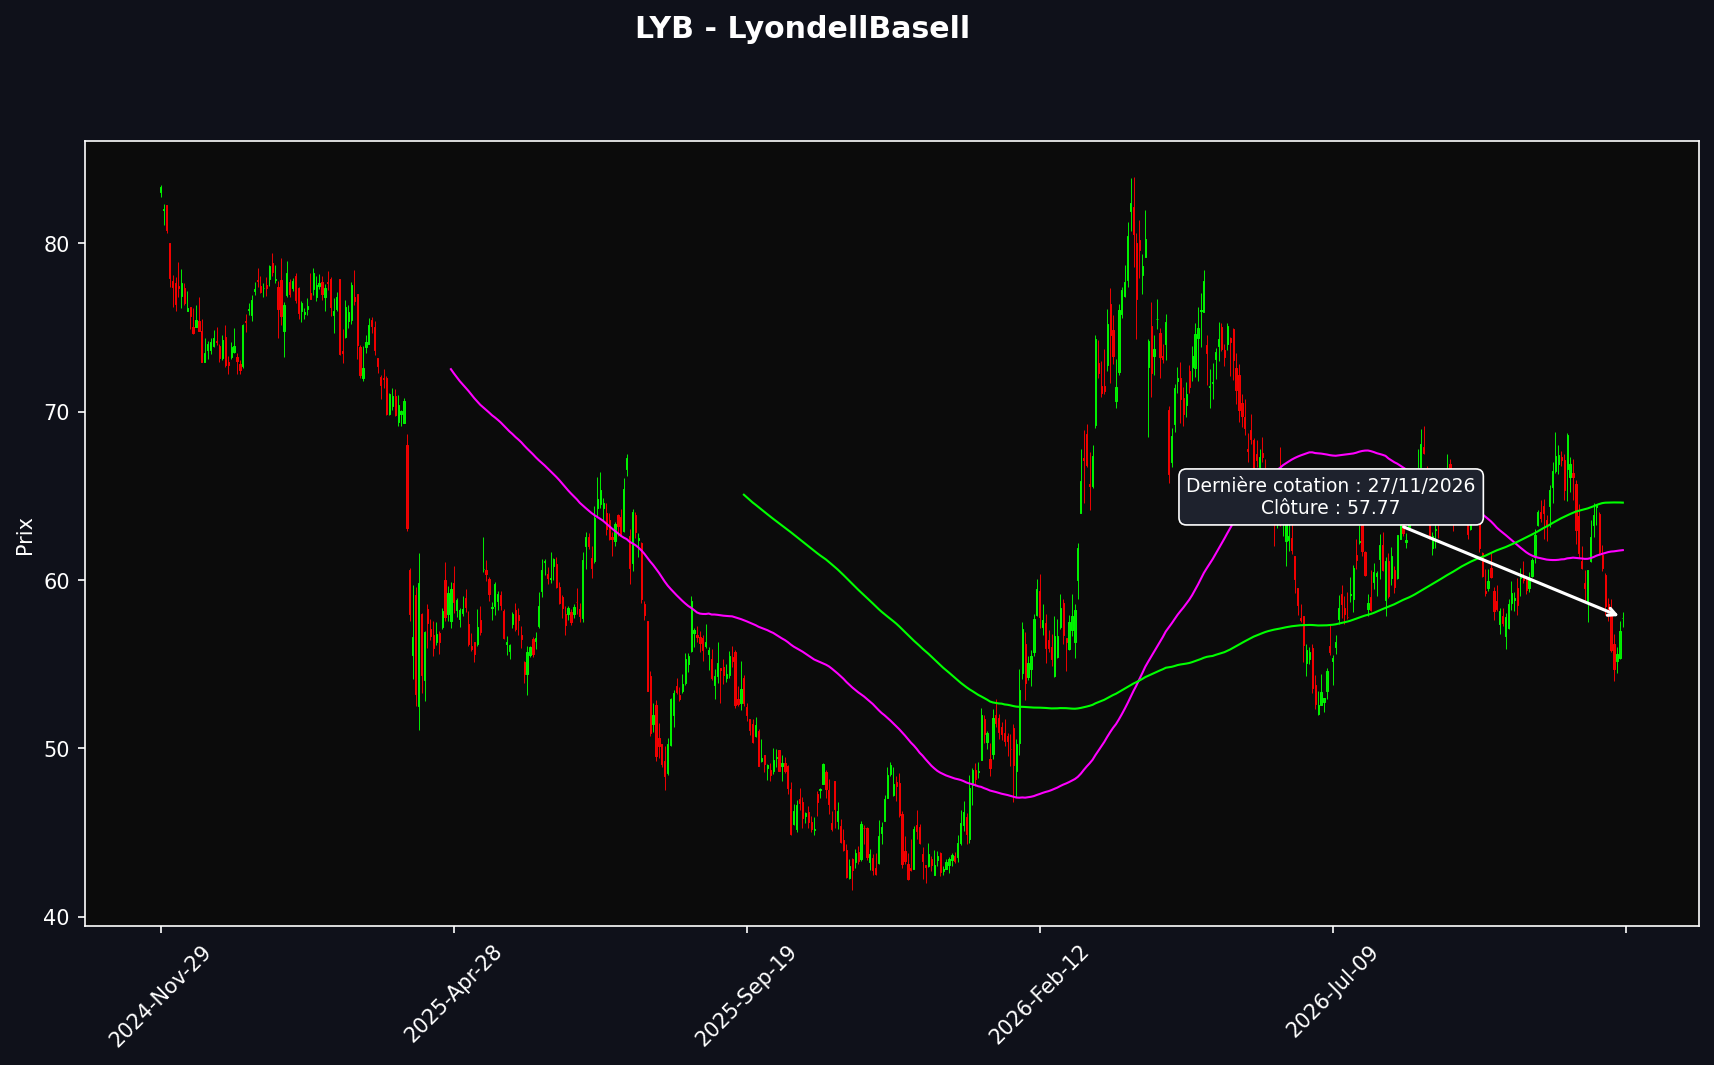 LYB - LyondellBasell
Prix
80
70
60
50
40
Dernière cotation : 27/11/2026
Clôture : 57.77
2024-Nov-29
2025-Apr-28
2025-Sep-19
2026-Feb-12
2026-Jul-09